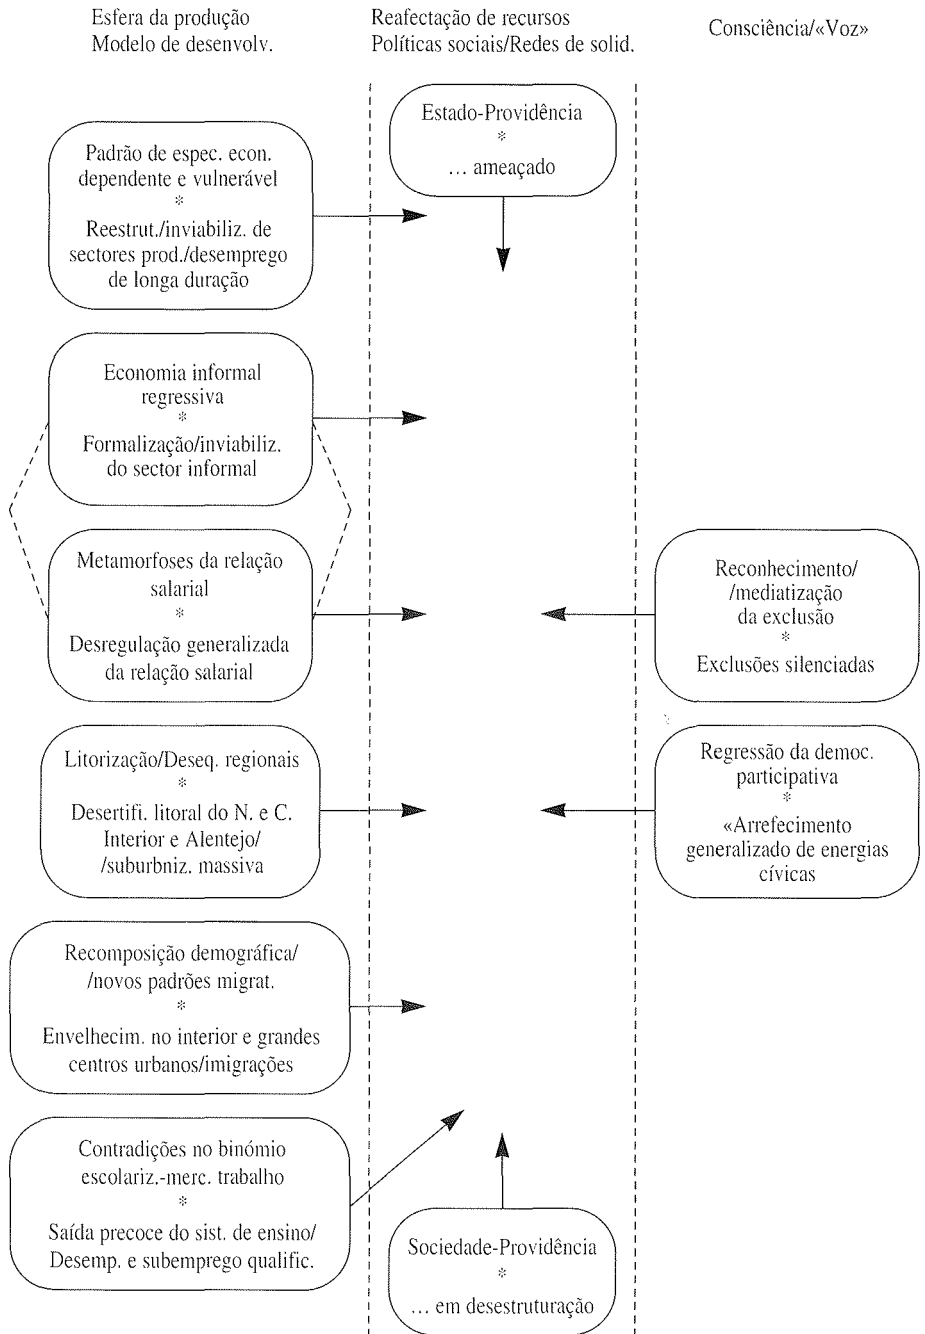 Esfera da produção
Modelo de desenvolv.
Reafectação de recursos
Políticas sociais/Redes de solid.
Consciência/«Voz»
Estado-Providência
*
... ameaçado
Padrão de espec. econ.
dependente e vulnerável
*
Reestrut./inviabiliz. de
sectores prod./desemprego
de longa duração
Economia informal
regressiva
*
Formalização/inviabiliz.
do sector informal
Metamorfoses da relação
salarial
*
Desregulação generalizada
da relação salarial
Reconhecimento/
/mediatização
da exclusão
*
Exclusões silenciadas
Litorização/Deseq. regionais
*
Desertifi. litoral do N. e C.
Interior e Alentejo/
/suburbniz. massiva
Regressão da democ.
participativa
*
«Arrefecimento
generalizado de energias
cívicas
Recomposição demográfica/
/novos padrões migrat.
*
Envelhecim. no interior e grandes
centros urbanos/imigrações
Contradições no binómio
escolariz.-merc. trabalho
*
Saída precoce do sist. de ensino/
Desemp. e subemprego qualific.
Sociedade-Providência
*
... em desestruturação